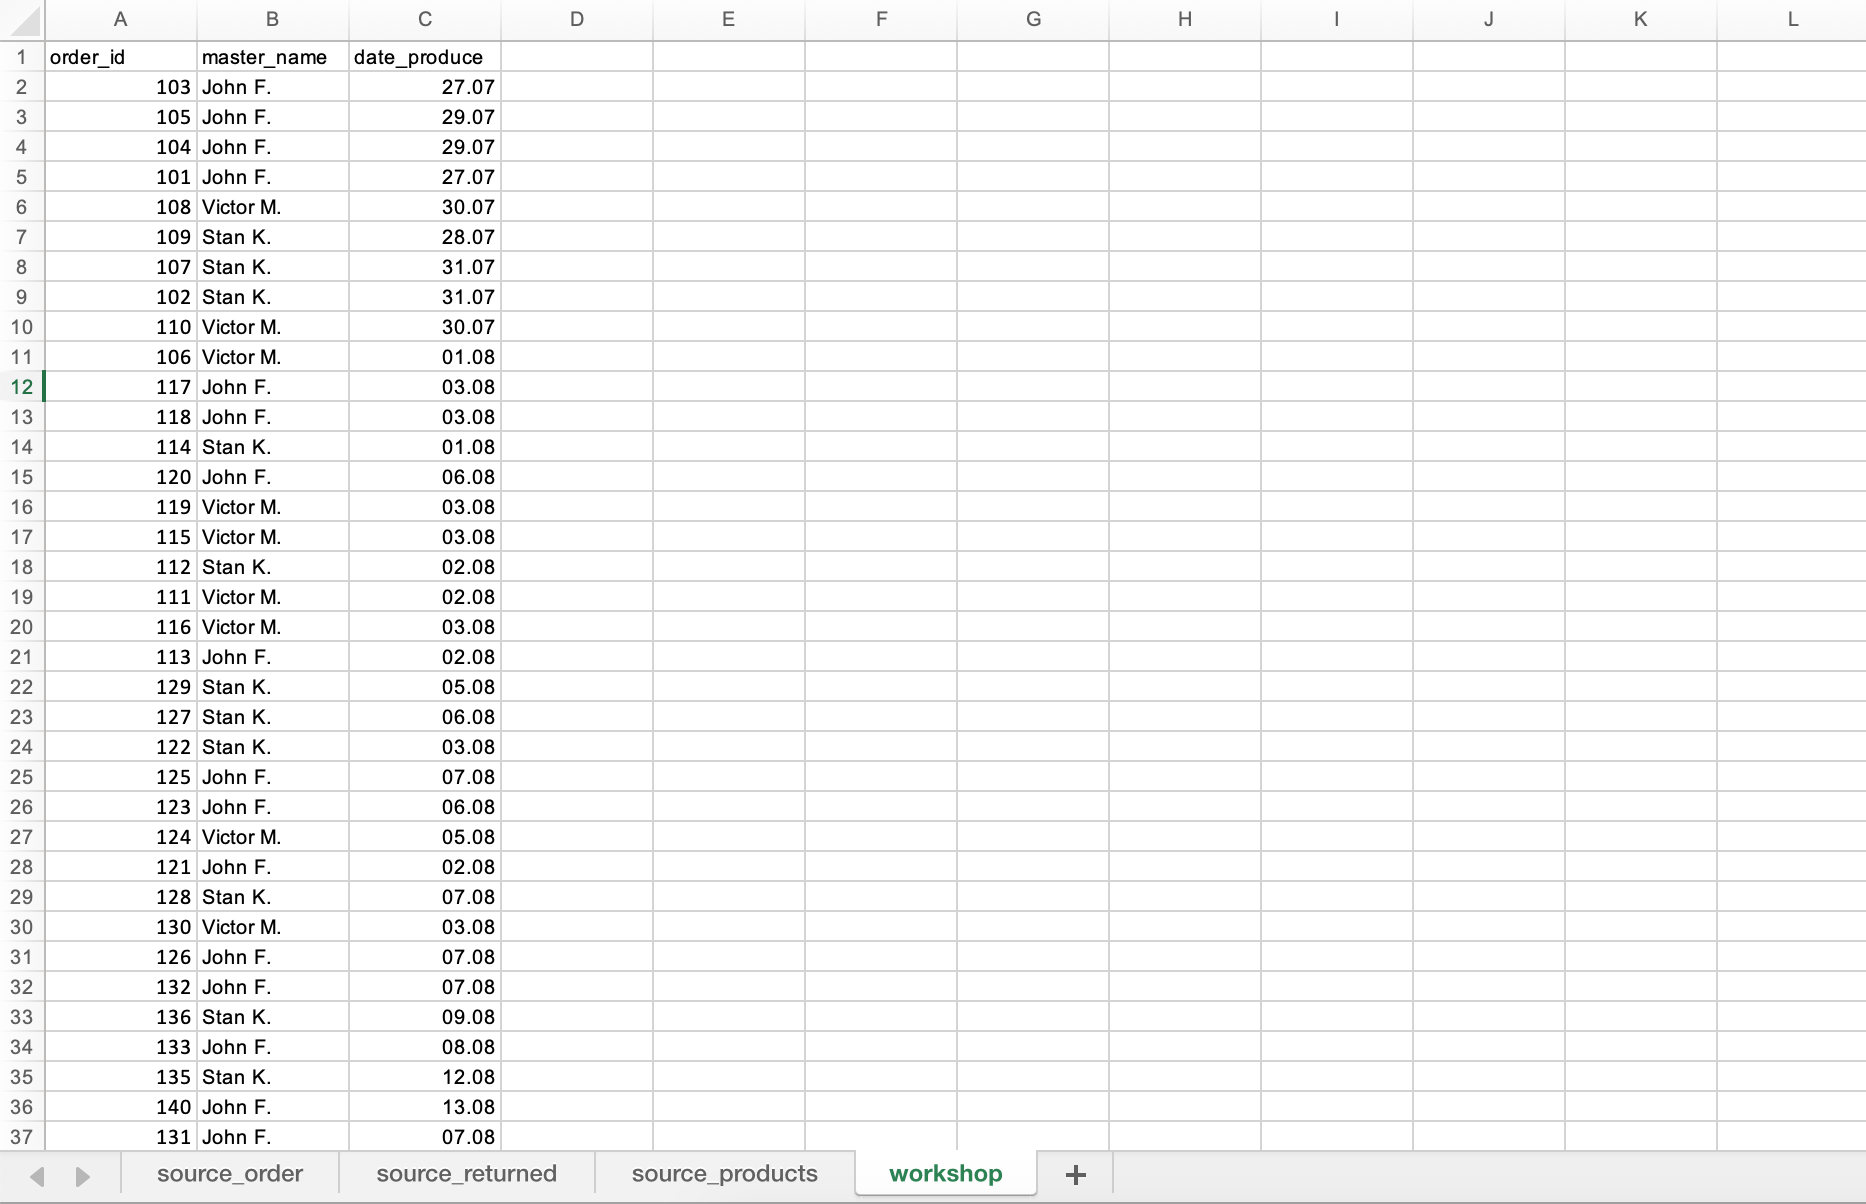 A B C D E F G H I J K L
1 order_id master_name date_produce
2 103 John F. 27.07
3 105 John F. 29.07
4 104 John F. 29.07
5 101 John F. 27.07
6 108 Victor M. 30.07
7 109 Stan K. 28.07
8 107 Stan K. 31.07
9 102 Stan K. 31.07
10 110 Victor M. 30.07
11 106 Victor M. 01.08
12 117 John F. 03.08
13 118 John F. 03.08
14 114 Stan K. 01.08
15 120 John F. 06.08
16 119 Victor M. 03.08
17 115 Victor M. 03.08
18 112 Stan K. 02.08
19 111 Victor M. 02.08
20 116 Victor M. 03.08
21 113 John F. 02.08
22 129 Stan K. 05.08
23 127 Stan K. 06.08
24 122 Stan K. 03.08
25 125 John F. 07.08
26 123 John F. 06.08
27 124 Victor M. 05.08
28 121 John F. 02.08
29 128 Stan K. 07.08
30 130 Victor M. 03.08
31 126 John F. 07.08
32 132 John F. 07.08
33 136 Stan K. 09.08
34 133 John F. 08.08
35 135 Stan K. 12.08
36 140 John F. 13.08
37 131 John F. 07.08
source_order source_returned source_products workshop +